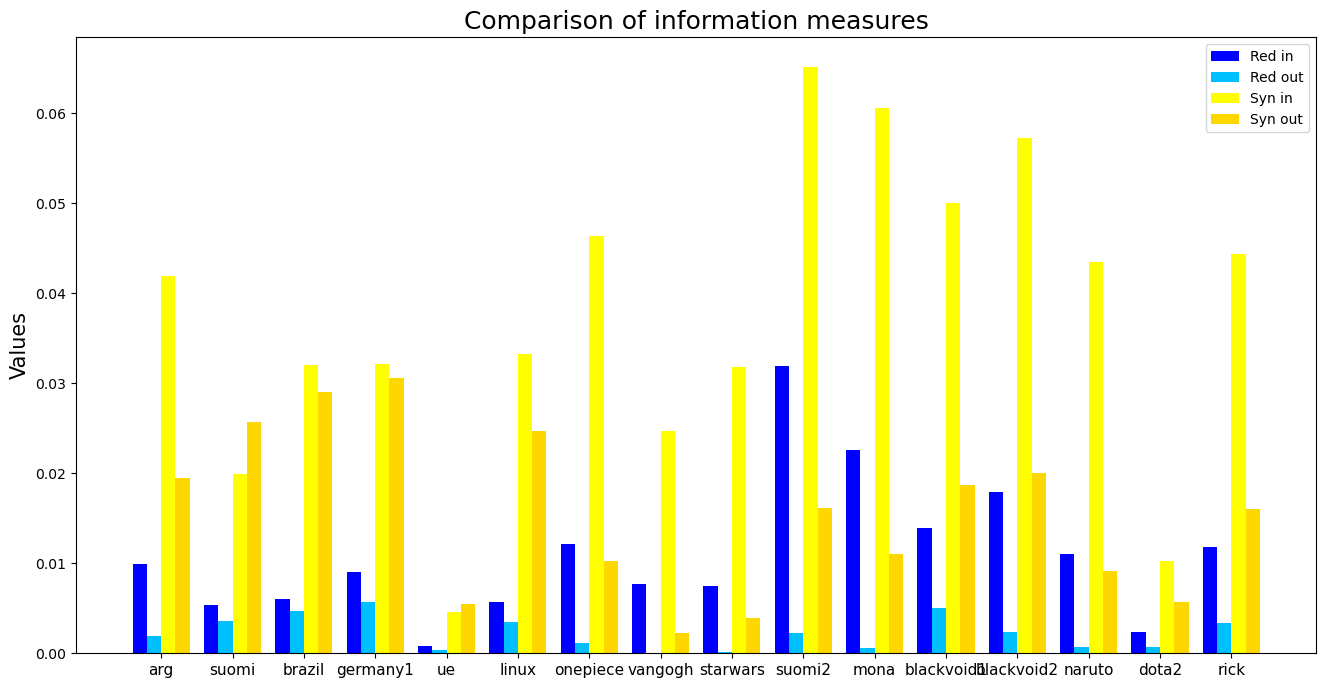 Comparison of information measures
Red in
Red out
Syn in
Syn out
Values
0.06
0.05
0.04
0.03
0.02
0.01
0.00
arg suomi brazil germany1 ue linux onepiece vangogh starwars suomi2 mona blackvoid1 blackvoid2 naruto dota2 rick